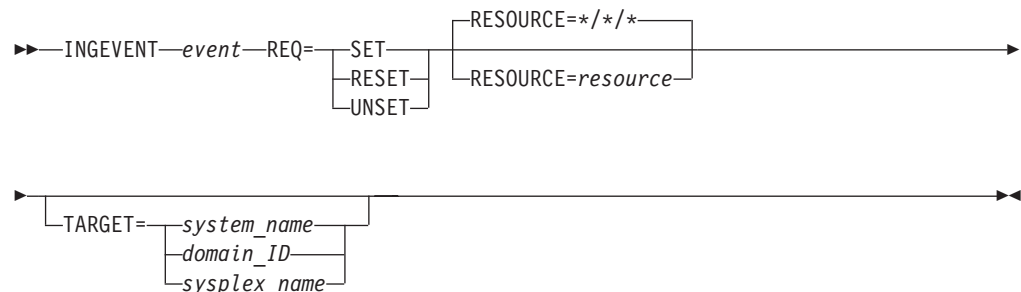 RESOURCE=*/*/*
INGEVENT event REQ= SET RESOURCE=resource
RESET
UNSET
TARGET= system_name
domain_ID
sysplex_name